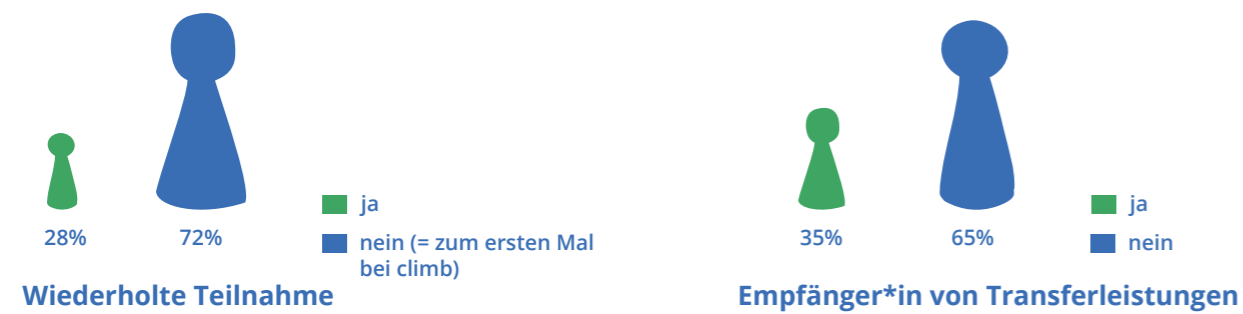 28%
72%
ja
nein (= zum ersten Mal
bei climb)
Wiederholte Teilnahme
35%
65%
ja
nein
Empfänger*in von Transferleistungen